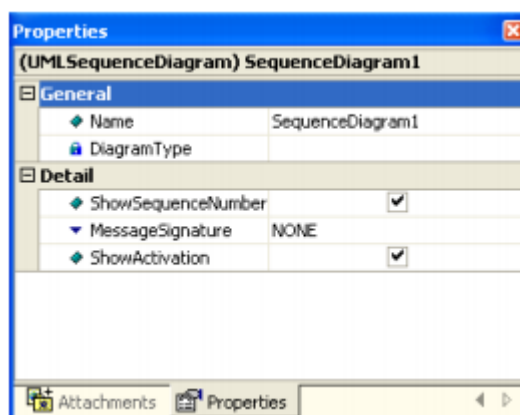 Properties
(UMLSequenceDiagram) SequenceDiagram1
General
Name SequenceDiagram1
DiagramType
Detail
ShowSequenceNumber
MessageSignature NONE
ShowActivation
Attachments Properties